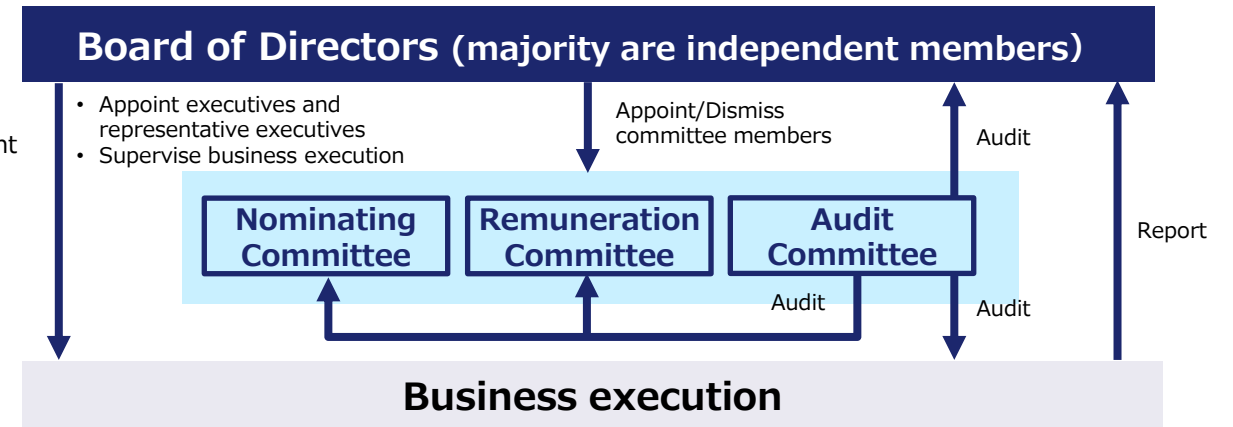 Board of Directors (majority are independent members）
• Appoint executives and
representative executives
• Supervise business execution
Appoint/Dismiss
committee members
Audit
Nominating
Committee
Remuneration
Committee
Audit
Committee
Report
Audit
Audit
Business execution